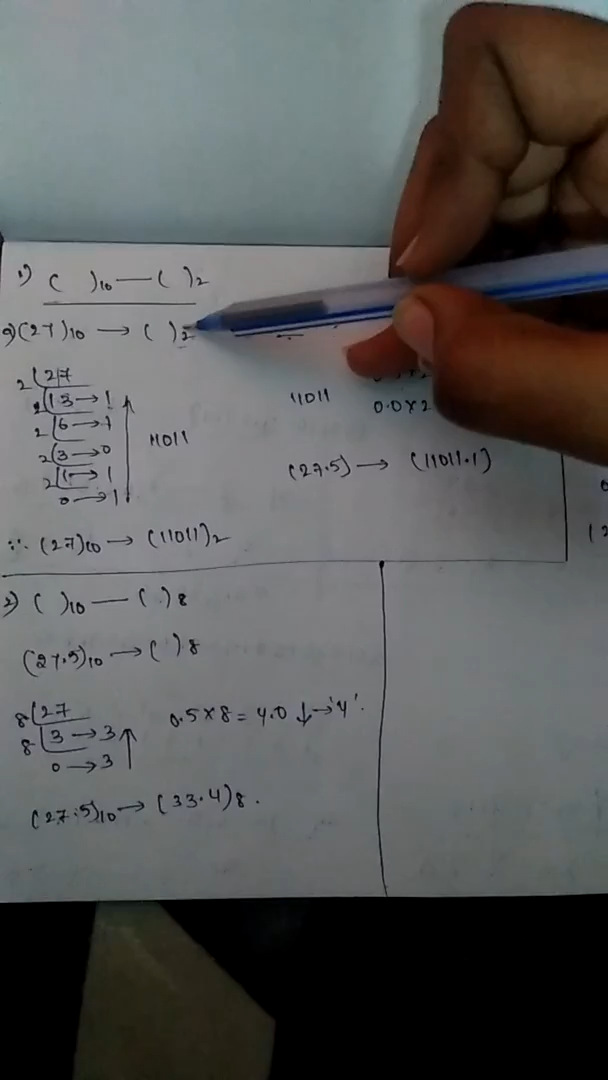 1) ( )10 — ( )2
a) (27)10 → ( )2
2 | 27
2 | 13 → 1
2 | 6 → 1
2 | 3 → 0
2 | 1 → 1
0 → 1
11011
∵ (27)10 → (11011)2
11011
0.0×2
(27.5) → (11011.1)
2) ( )10 — ( )8
(27.5)10 → ( )8
8 | 27
8 | 3 → 3
0 → 3
0.5×8 = 4.0 ↓ → '4'.
(27.5)10 → (33.4)8.